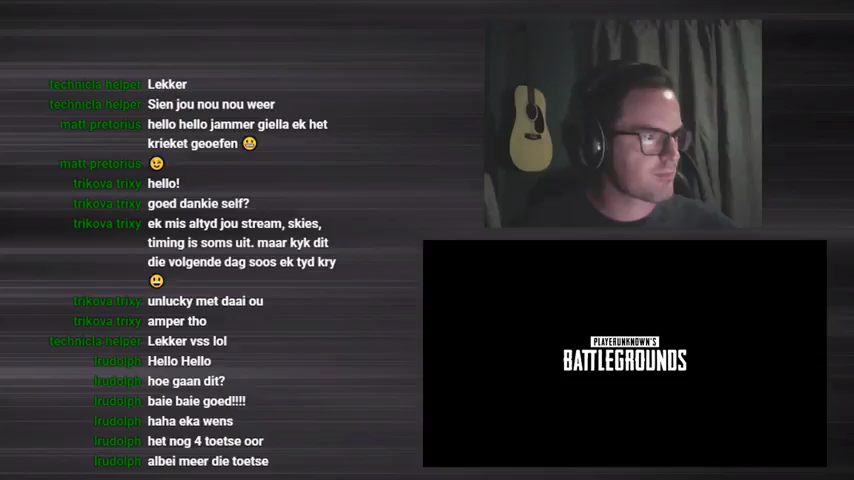 technicla helper Lekker
technicla helper Sien jou nou nou weer
matt pretorius hello hello jammer giella ek het
krieket geoefen 😬
matt pretorius 😉
trikova trixy hello!
trikova trixy goed dankie self?
trikova trixy ek mis altyd jou stream, skies,
timing is soms uit. maar kyk dit
die volgende dag soos ek tyd kry
😃
trikova trixy unlucky met daai ou
trikova trixy amper tho
technicla helper Lekker vss lol
lrudolph Hello Hello
lrudolph hoe gaan dit?
lrudolph baie baie goed!!!!
lrudolph haha eka wens
lrudolph het nog 4 toetse oor
lrudolph albei meer die toetse
PLAYERUNKNOWN'S
BATTLEGROUNDS